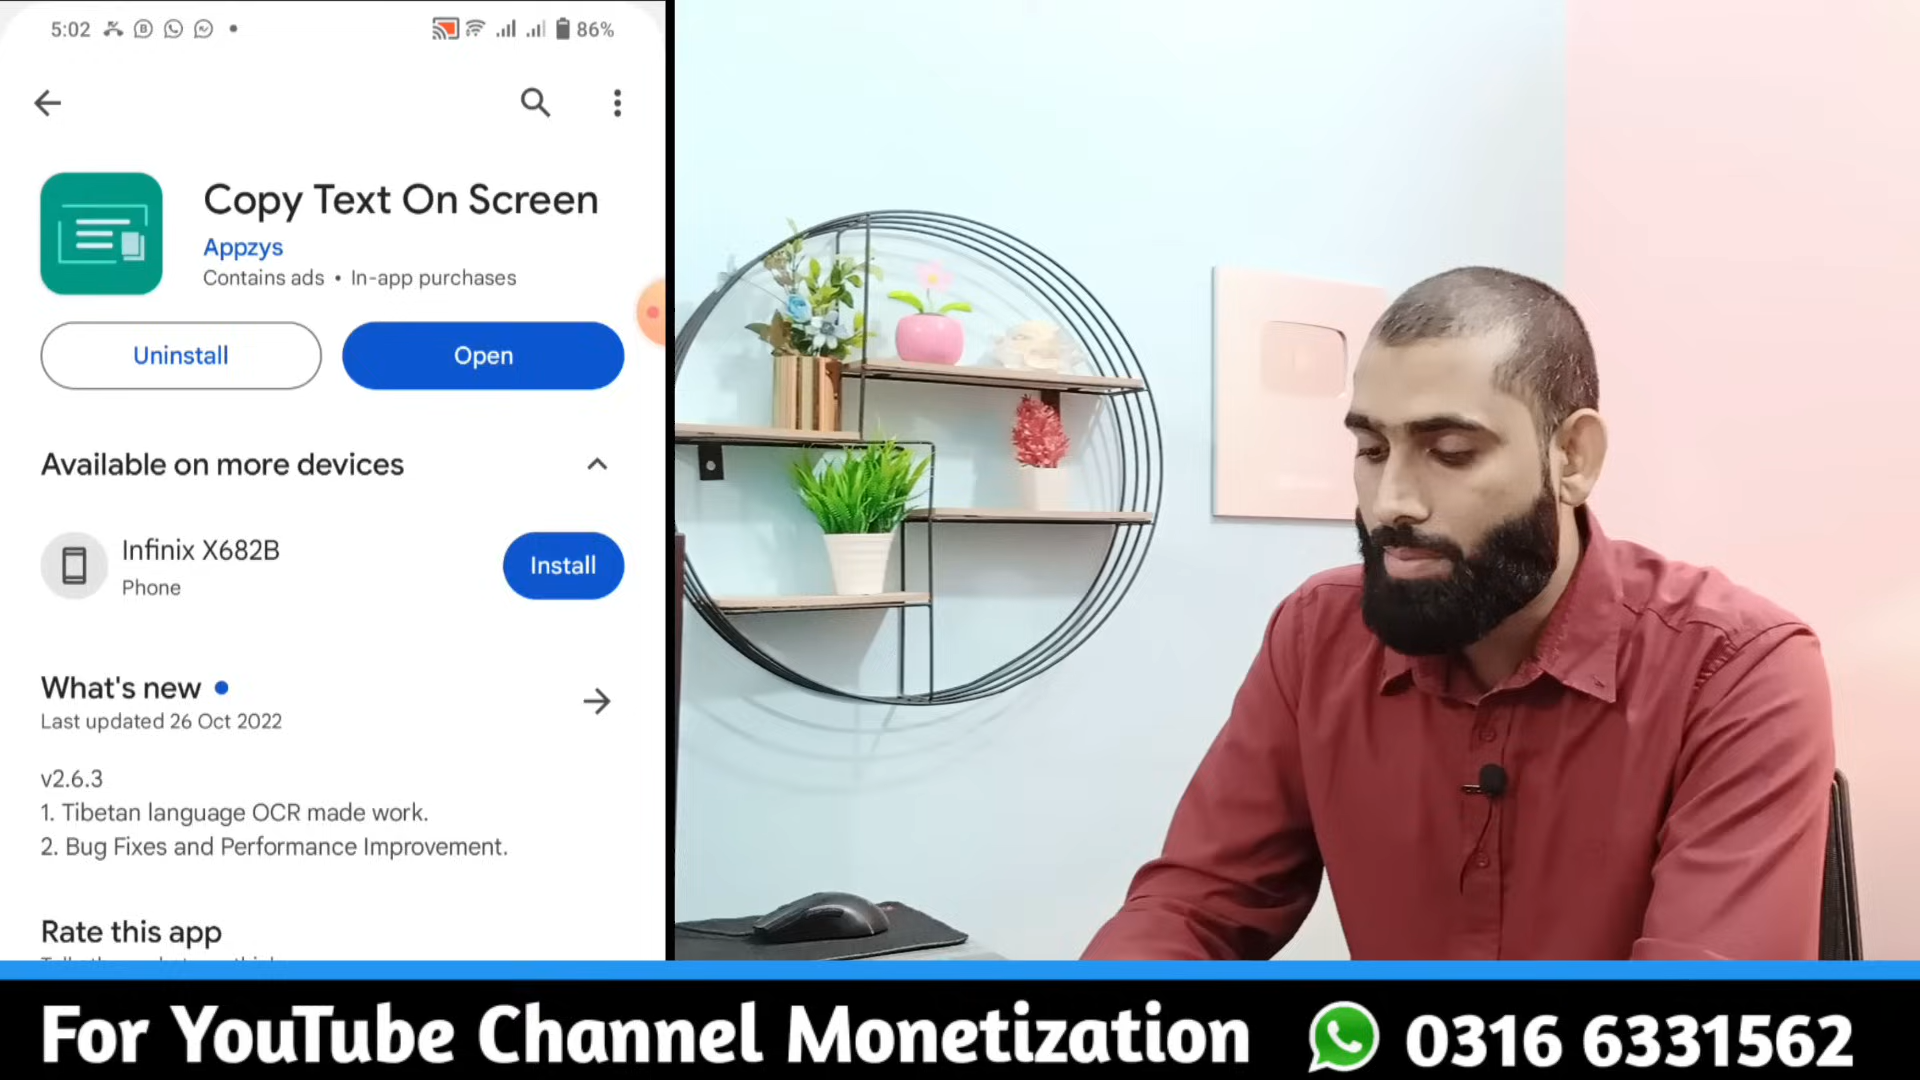 5:02
86%
Copy Text On Screen
Appzys
Contains ads • In-app purchases
Uninstall
Open
Available on more devices
Infinix X682B
Phone
Install
What's new
Last updated 26 Oct 2022
v2.6.3
1. Tibetan language OCR made work.
2. Bug Fixes and Performance Improvement.
Rate this app
For YouTube Channel Monetization
0316 6331562